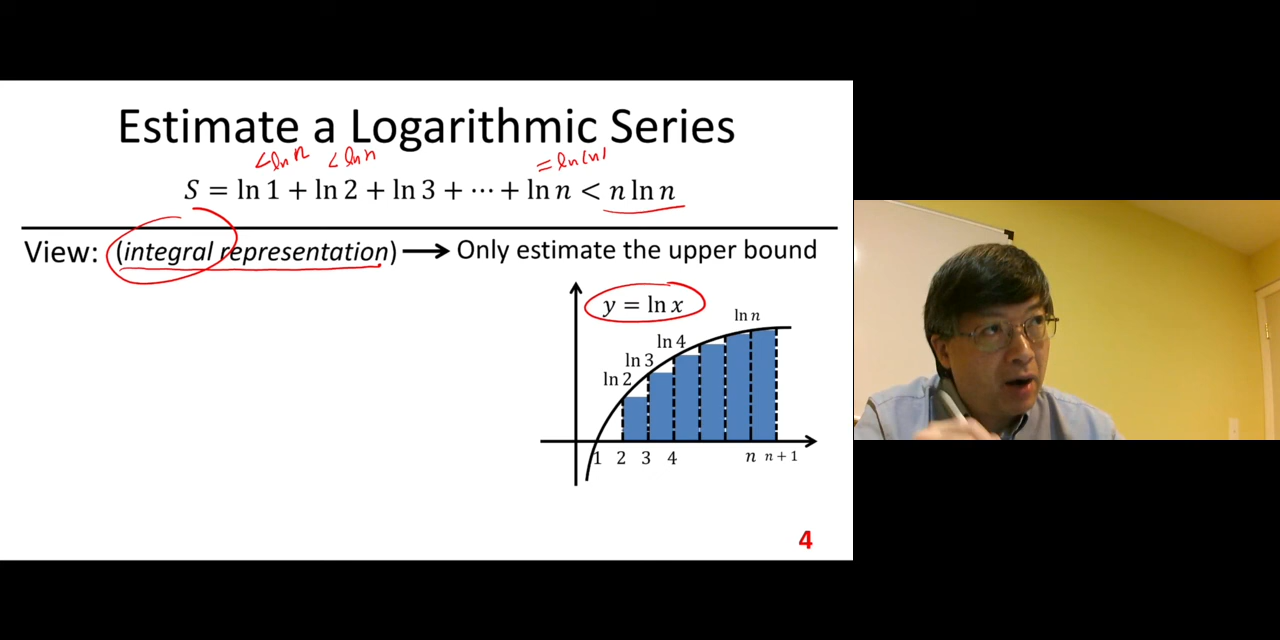 Estimate a Logarithmic Series
<ln n <ln n =ln(n)
S = ln 1 + ln 2 + ln 3 + ⋯ + ln n < n ln n
View: (integral representation) → Only estimate the upper bound
y = ln x
ln n
ln 4
ln 3
ln 2
1 2 3 4 n n + 1
4